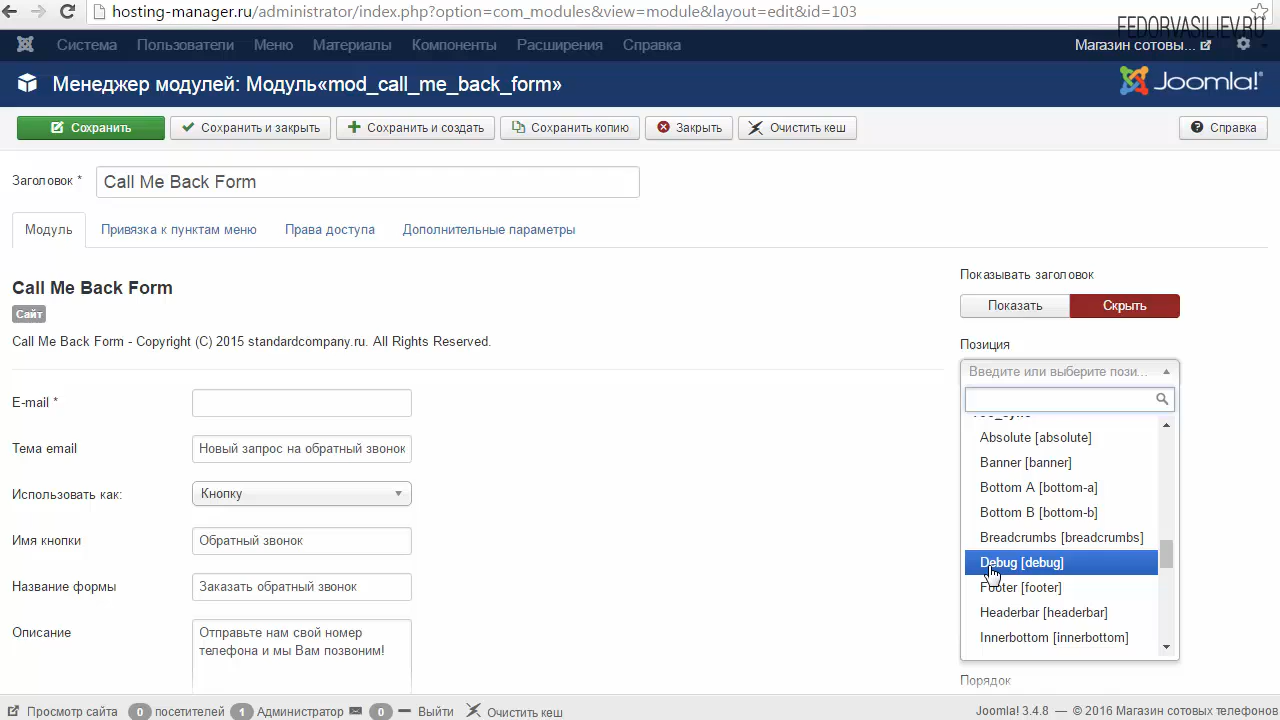 hosting-manager.ru/administrator/index.php?option=com_modules&view=module&layout=edit&id=103
FEDORVASILIEV.RU
Система Пользователи Меню Материалы Компоненты Расширения Справка Магазин сотовы...
Менеджер модулей: Модуль«mod_call_me_back_form» Joomla!
Сохранить Сохранить и закрыть Сохранить и создать Сохранить копию Закрыть Очистить кеш Справка
Заголовок * Call Me Back Form
Модуль Привязка к пунктам меню Права доступа Дополнительные параметры
Показывать заголовок
Call Me Back Form
Показать Скрыть
Сайт
Call Me Back Form - Copyright (C) 2015 standardcompany.ru. All Rights Reserved.
Позиция
Введите или выберите пози...
E-mail *
Absolute [absolute]
Тема email Новый запрос на обратный звонок
Banner [banner]
Bottom A [bottom-a]
Использовать как: Кнопку
Bottom B [bottom-b]
Breadcrumbs [breadcrumbs]
Имя кнопки Обратный звонок
Debug [debug]
Footer [footer]
Название формы Заказать обратный звонок
Headerbar [headerbar]
Innerbottom [innerbottom]
Описание Отправьте нам свой номер
телефона и мы Вам позвоним!
Порядок
Просмотр сайта 0 посетителей 1 Администратор 0 Выйти Очистить кеш Joomla! 3.4.8 — © 2016 Магазин сотовых телефонов